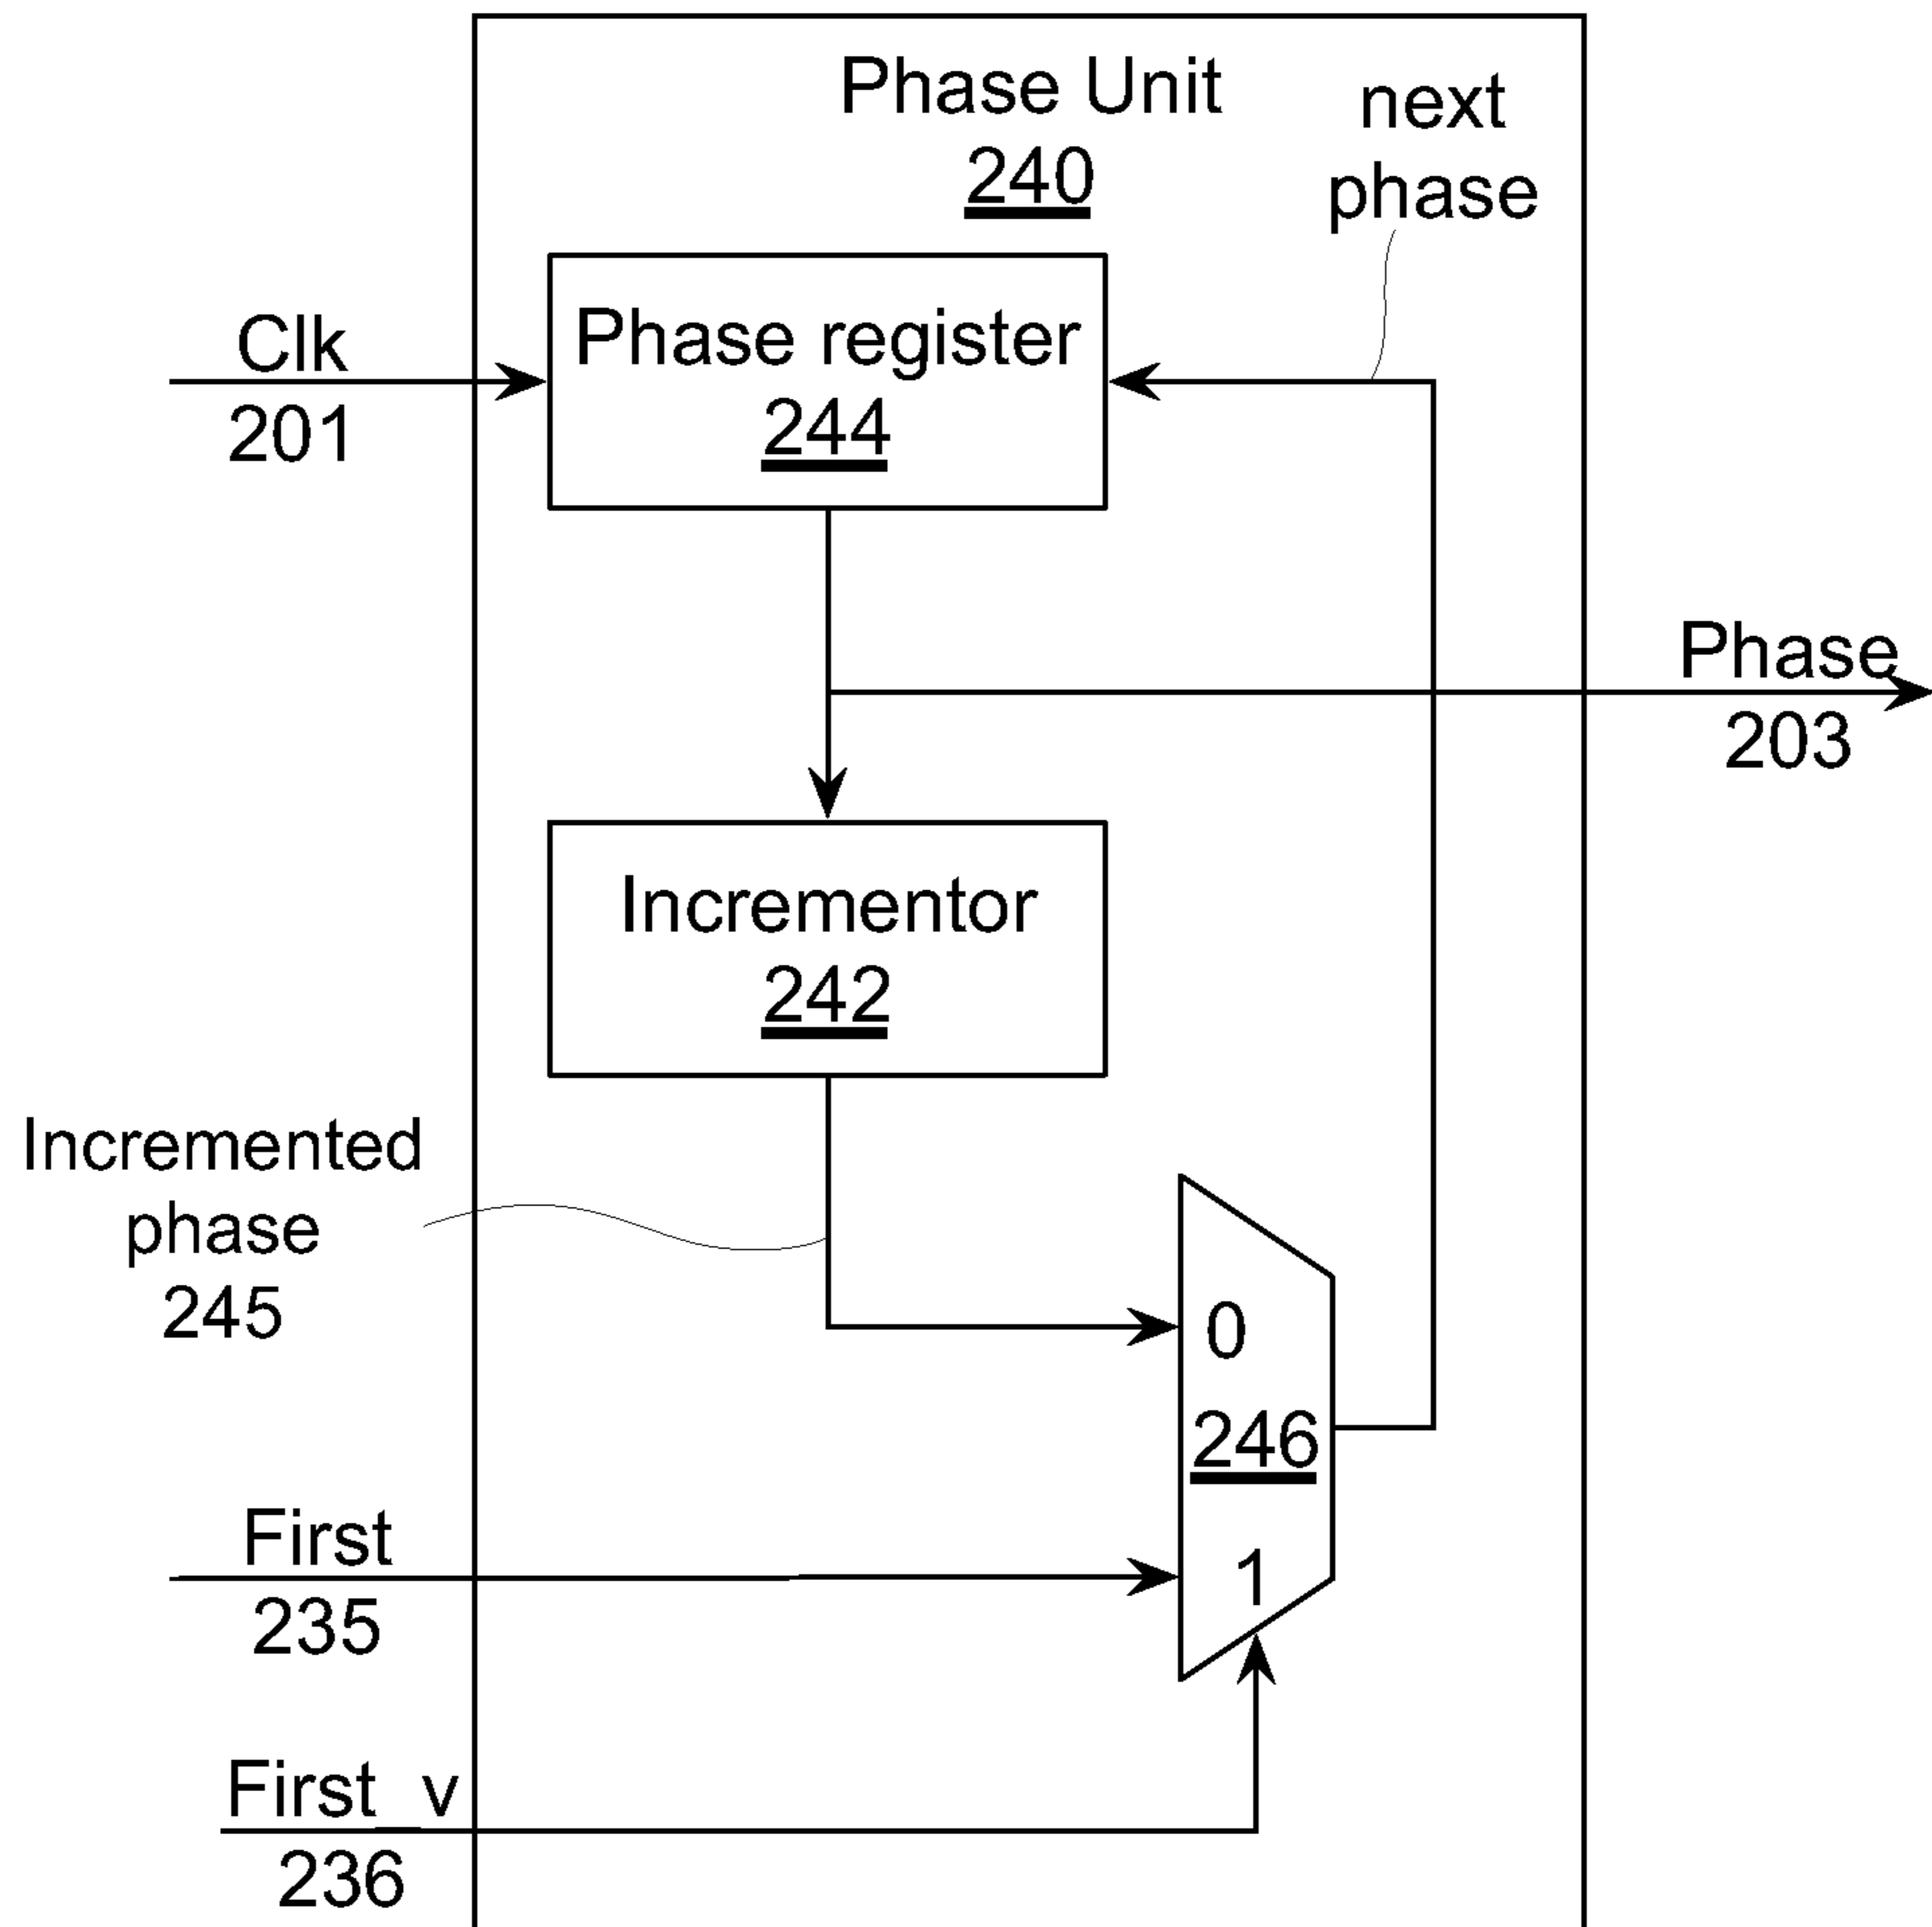 Phase Unit
240
next
phase
Clk
201
Phase register
244
Phase
203
Incrementor
242
Incremented
phase
245
0
246
1
First
235
First_v
236